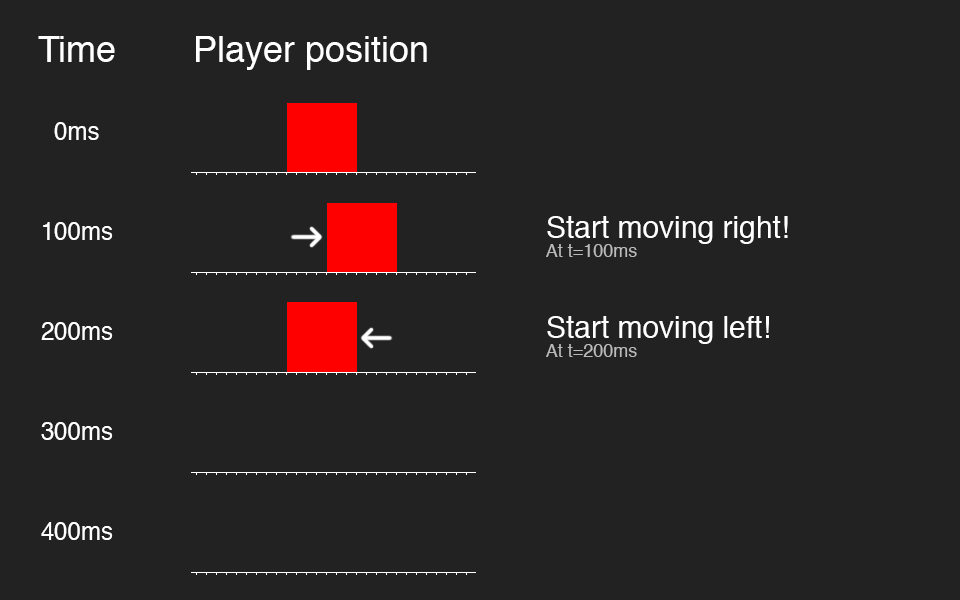 Time Player position
0ms
100ms Start moving right!
At t=100ms
200ms Start moving left!
At t=200ms
300ms
400ms